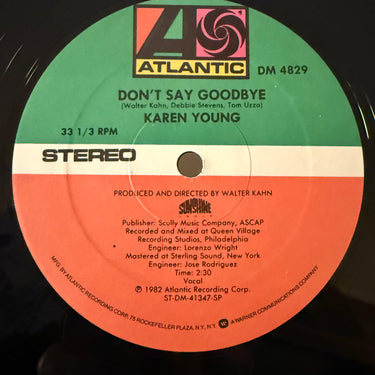 ATLANTIC
DM 4829
DON'T SAY GOODBYE
(Walter Kahn, Debbie Stevens, Tom Uzzo)
KAREN YOUNG
33 1/3 RPM
STEREO
PRODUCED AND DIRECTED BY WALTER KAHN
SUNSHINE
Publisher: Scully Music Company, ASCAP
Recorded and Mixed at Queen Village
Recording Studios, Philadelphia
Engineer: Lorenzo Wright
Mastered at Sterling Sound, New York
Engineer: Jose Rodriguez
Time: 2:30
Vocal
℗ 1982 Atlantic Recording Corp.
ST-DM-41347-SP
MFG. BY ATLANTIC RECORDING CORP., 75 ROCKEFELLER PLAZA, N.Y., N.Y. A WARNER COMMUNICATIONS COMPANY